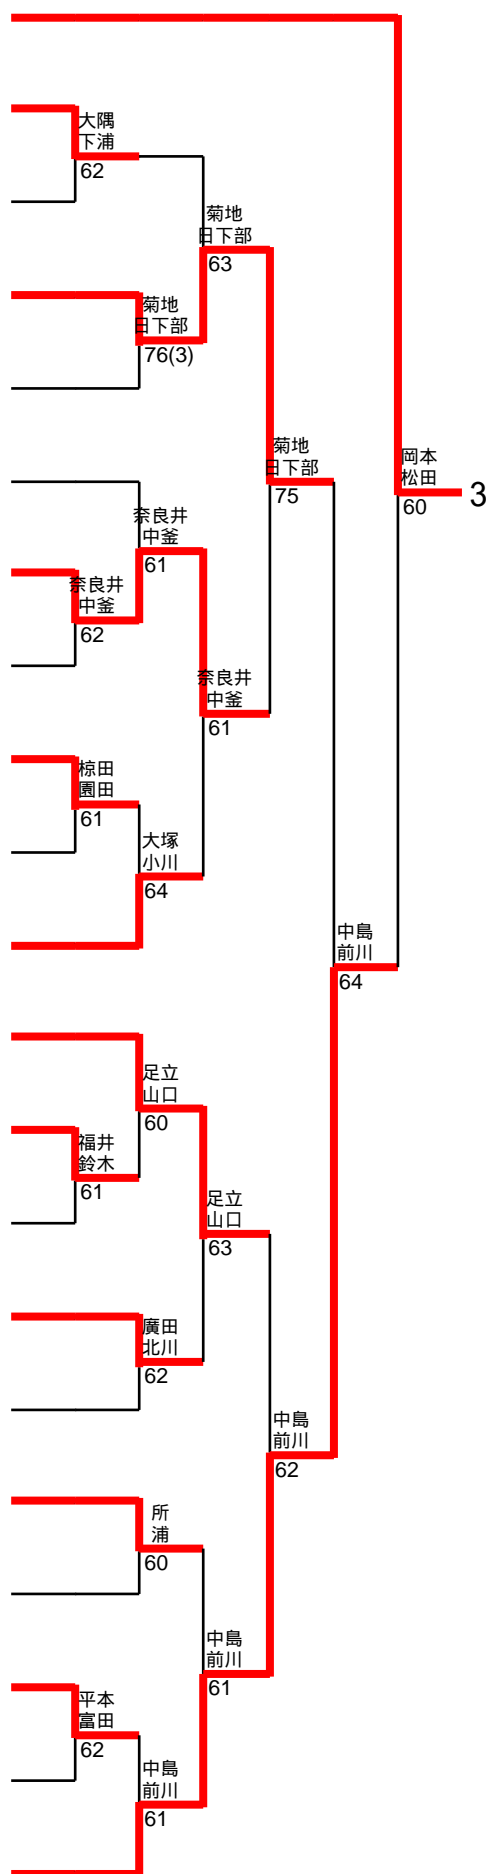 大隅
下浦
62
菊地
日下部
63
菊地
日下部
76(3)
菊地
日下部
75
岡本
松田
60
3
奈良井
中釜
61
奈良井
中釜
62
奈良井
中釜
61
椋田
園田
61
大塚
小川
64
中島
前川
64
足立
山口
60
福井
鈴木
61
足立
山口
63
廣田
北川
62
中島
前川
62
所
浦
60
中島
前川
61
平本
富田
62
中島
前川
61